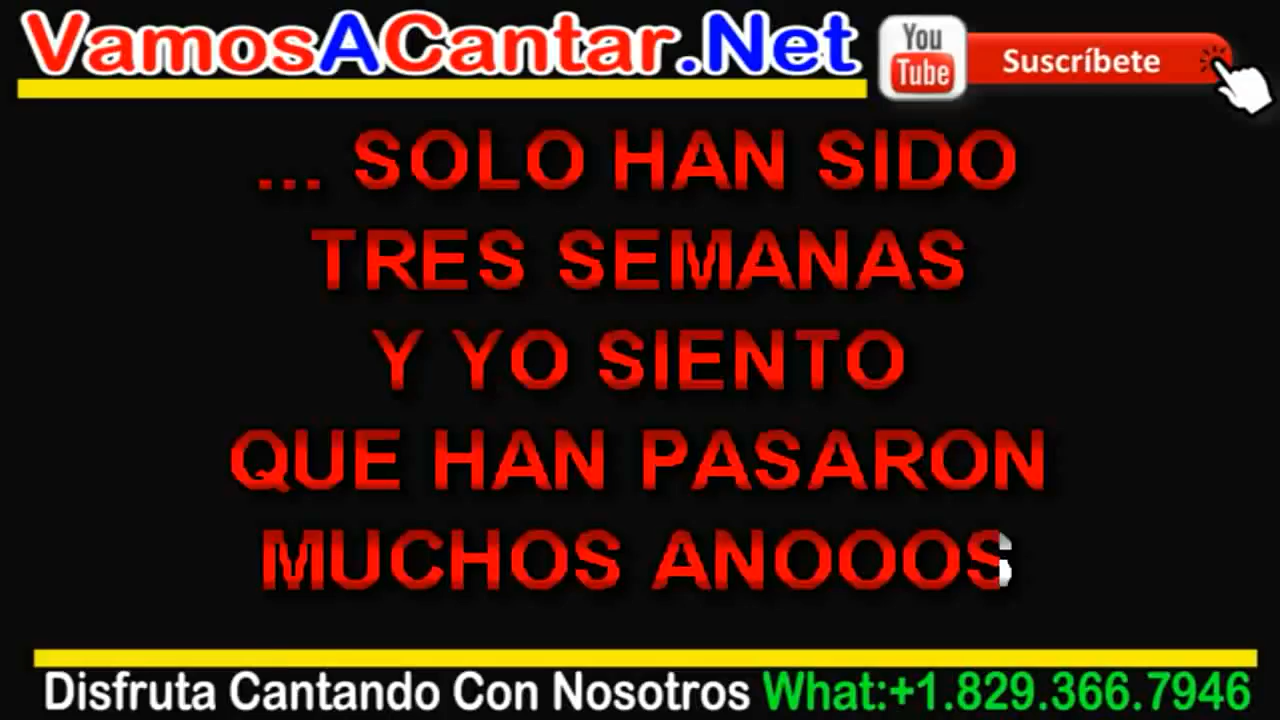 VamosACantar.Net
You
Tube
Suscríbete
... SOLO HAN SIDO
TRES SEMANAS
Y YO SIENTO
QUE HAN PASARON
MUCHOS ANOOOS
Disfruta Cantando Con Nosotros What:+1.829.366.7946